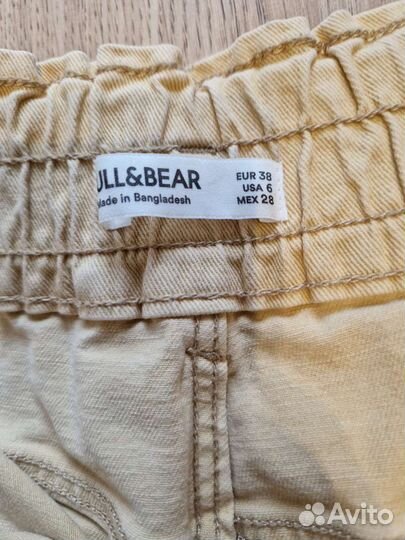 ULL&BEAR
Made in Bangladesh
EUR 38
USA 6
MEX 28
Avito